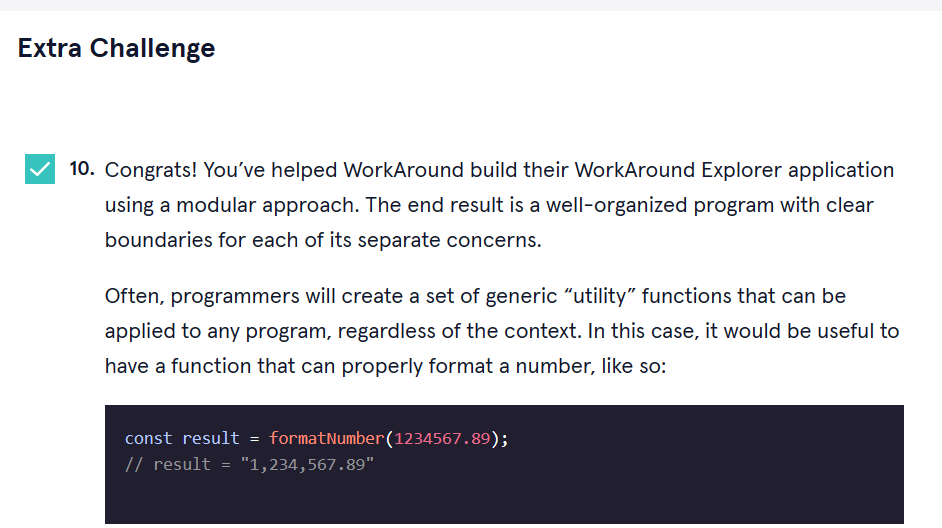 Extra Challenge
10. Congrats! You’ve helped WorkAround build their WorkAround Explorer application
using a modular approach. The end result is a well-organized program with clear
boundaries for each of its separate concerns.
Often, programmers will create a set of generic “utility” functions that can be
applied to any program, regardless of the context. In this case, it would be useful to
have a function that can properly format a number, like so:
const result = formatNumber(1234567.89);
// result = "1,234,567.89"